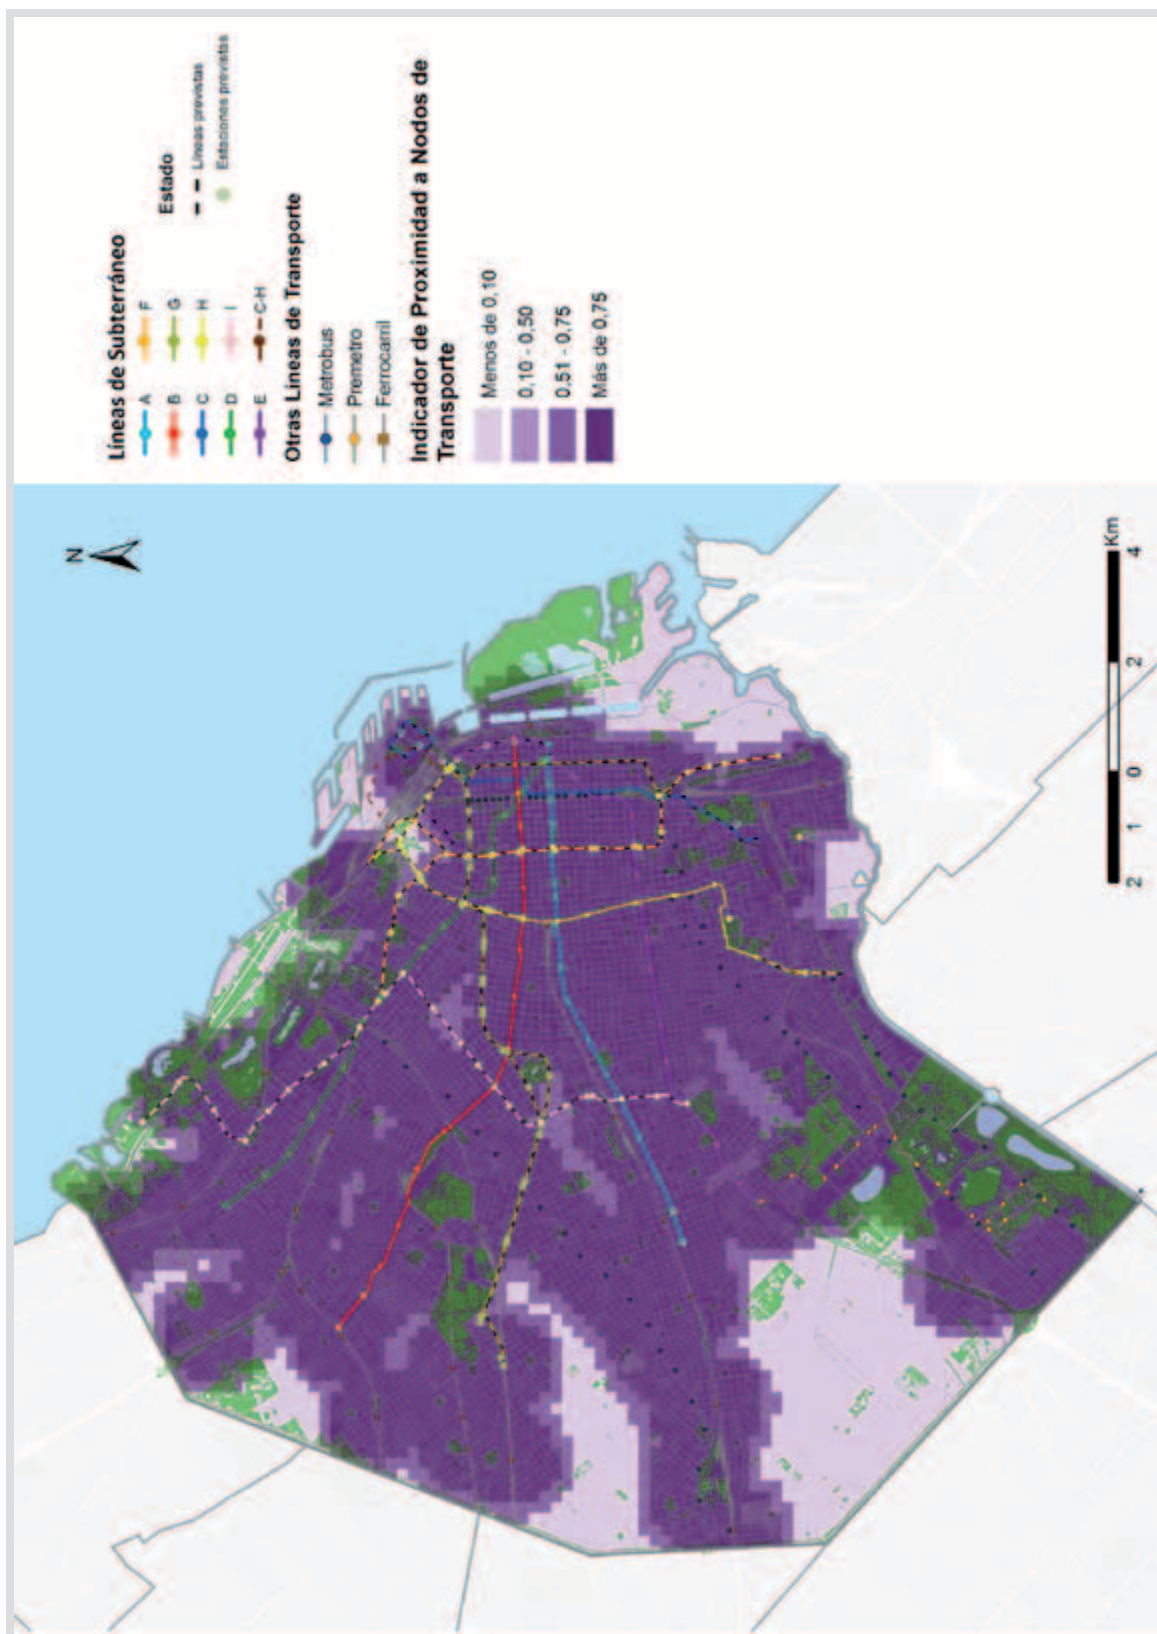 Líneas de Subterráneo
A
B
C
D
E
F
G
H
I
C-H
Estado
Líneas previstas
Estaciones previstas
Otras Líneas de Transporte
Metrobus
Premetro
Ferrocarril
Indicador de Proximidad a Nodos de
Transporte
Menos de 0,10
0,10 - 0,50
0.51 - 0,75
Más de 0,75
N
2 1 0 2 4
Km